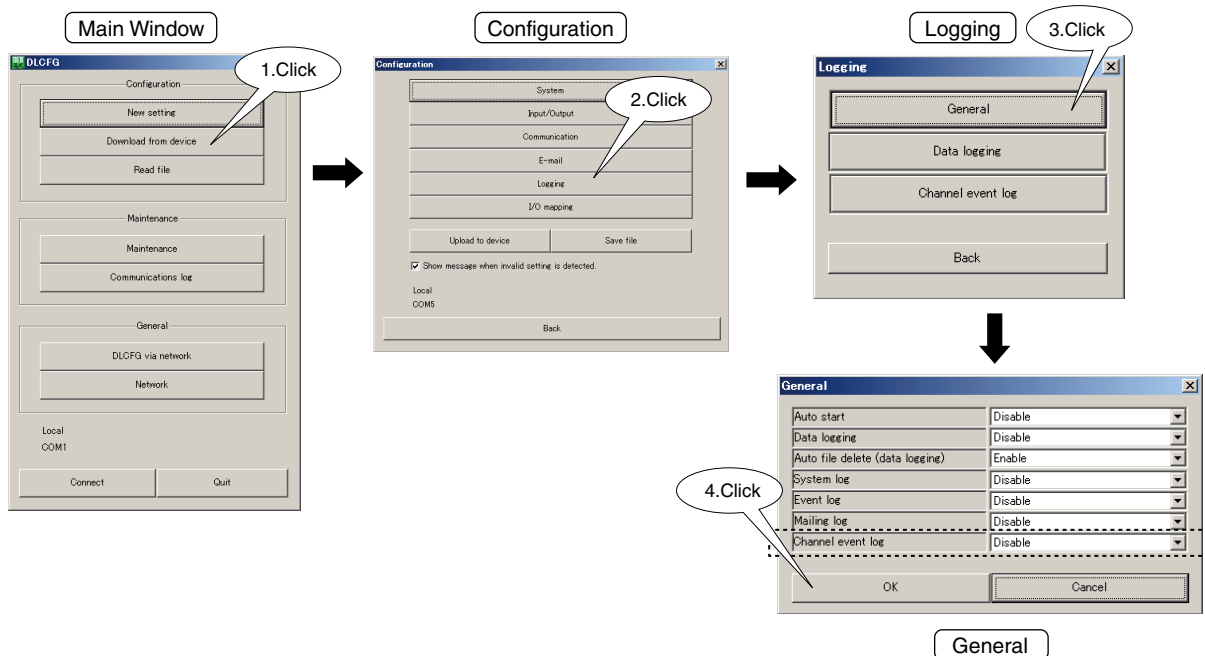 Main Window
DLCFG
Configuration
New setting
Download from device
Read file
Maintenance
Maintenance
Communications log
General
DLCFG via network
Network
Local
COM1
Connect
Quit
1.Click
Configuration
Configuration
System
Input/Output
Communication
E-mail
Logging
I/O mapping
Upload to device
Save file
Show message when invalid setting is detected.
Local
COM5
Back
2.Click
Logging
3.Click
Logging
General
Data logging
Channel event log
Back
General
Auto start Disable
Data logging Disable
Auto file delete (data logging) Enable
System log Disable
Event log Disable
Mailing log Disable
Channel event log Disable
OK
Cancel
4.Click
General